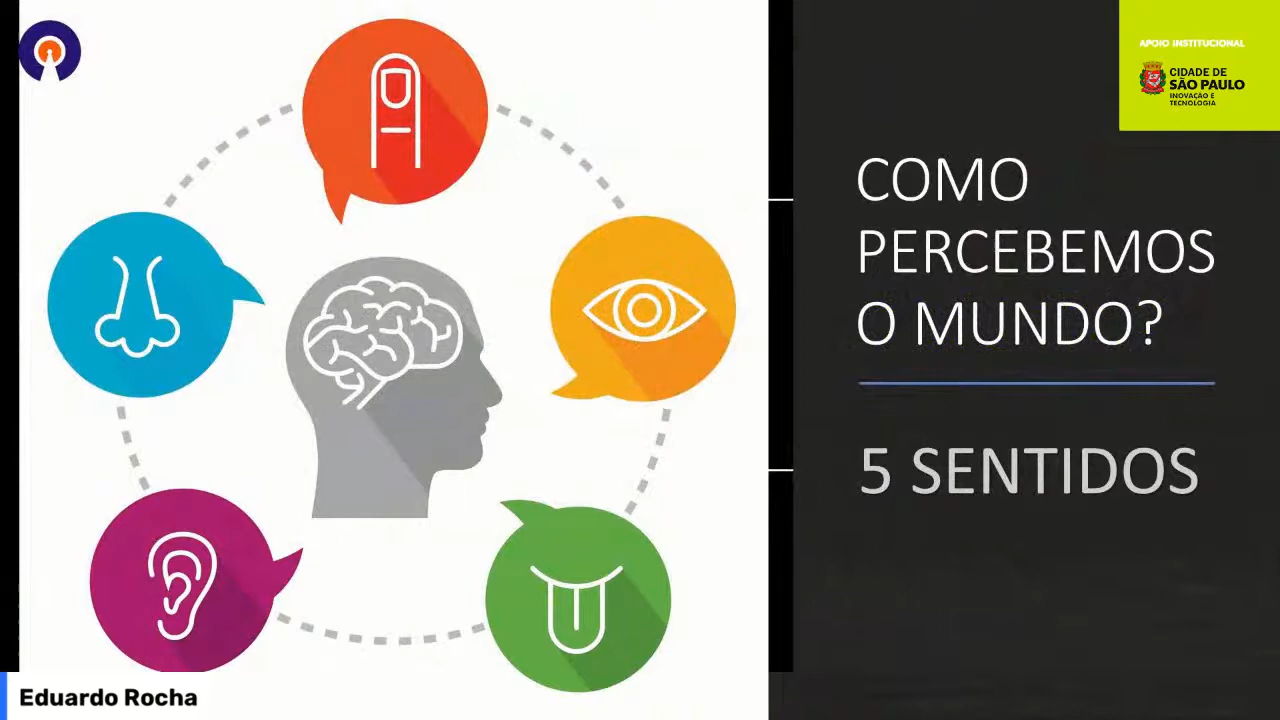 APOIO INSTITUCIONAL
CIDADE DE
SÃO PAULO
INOVAÇÃO E
TECNOLOGIA
COMO
PERCEBEMOS
O MUNDO?
5 SENTIDOS
Eduardo Rocha